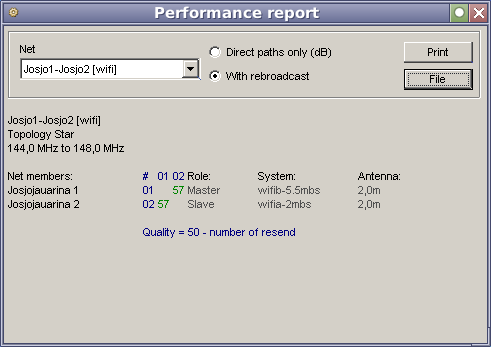 Performance report
Net
Josjo1-Josjo2 [wifi]
Direct paths only (dB)
With rebroadcast
Print
File
Josjo1-Josjo2 [wifi]
Topology Star
144,0 MHz to 148,0 MHz
Net members: # 01 02 Role: System: Antenna:
Josjojauarina 1 01 57 Master wifib-5.5mbs 2,0m
Josjojauarina 2 02 57 Slave wifia-2mbs 2,0m
Quality = 50 - number of resend